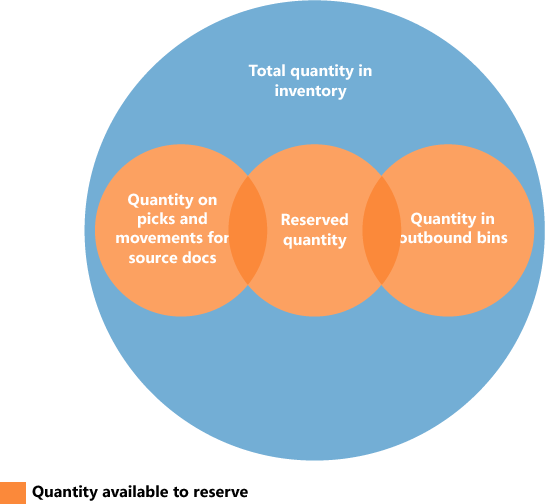 Total quantity in
inventory
Quantity on
picks and
movements for
source docs
Reserved
quantity
Quantity in
outbound bins
Quantity available to reserve